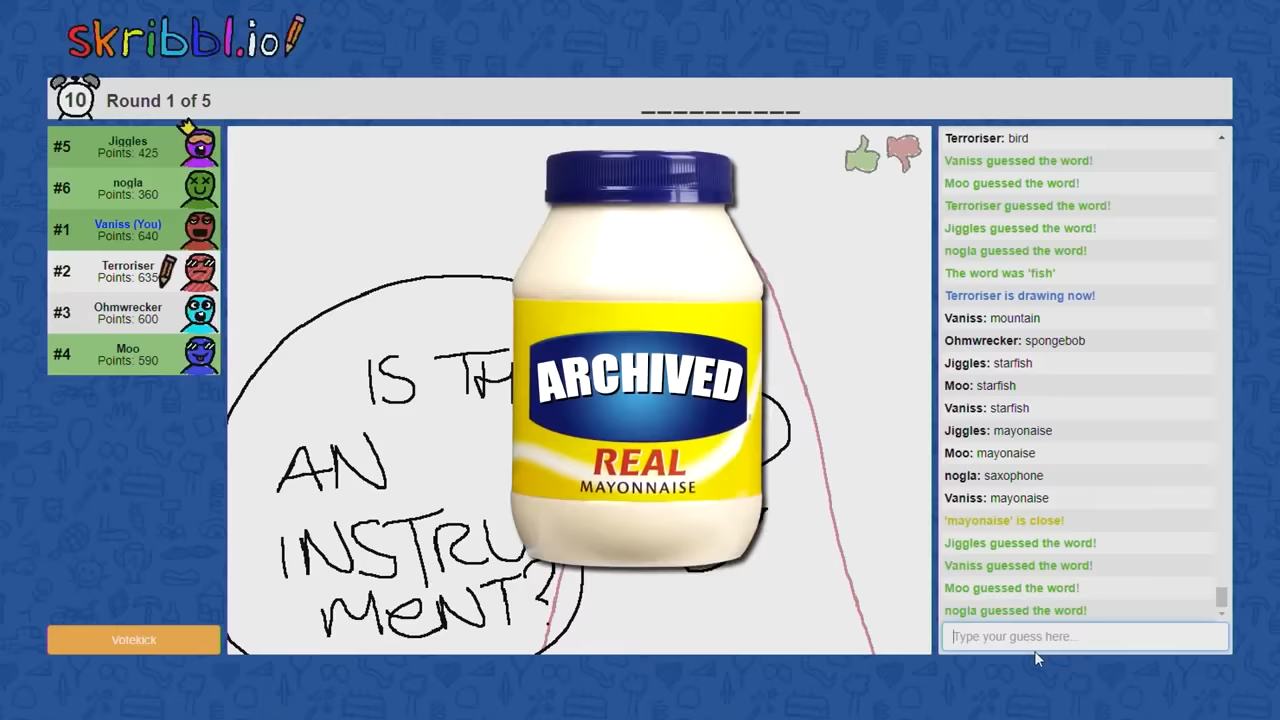 skribbl.io
10
Round 1 of 5
__________
#5
Jiggles
Points: 425
#6
nogla
Points: 360
#1
Vaniss (You)
Points: 640
#2
Terroriser
Points: 635
#3
Ohmwrecker
Points: 600
#4
Moo
Points: 590
Votekick
IS TH
AN
INSTRU
MENT?
ARCHIVED
REAL
MAYONNAISE
Terroriser: bird
Vaniss guessed the word!
Moo guessed the word!
Terroriser guessed the word!
Jiggles guessed the word!
nogla guessed the word!
The word was 'fish'
Terroriser is drawing now!
Vaniss: mountain
Ohmwrecker: spongebob
Jiggles: starfish
Moo: starfish
Vaniss: starfish
Jiggles: mayonaise
Moo: mayonaise
nogla: saxophone
Vaniss: mayonaise
'mayonaise' is close!
Jiggles guessed the word!
Vaniss guessed the word!
Moo guessed the word!
nogla guessed the word!
Type your guess here...